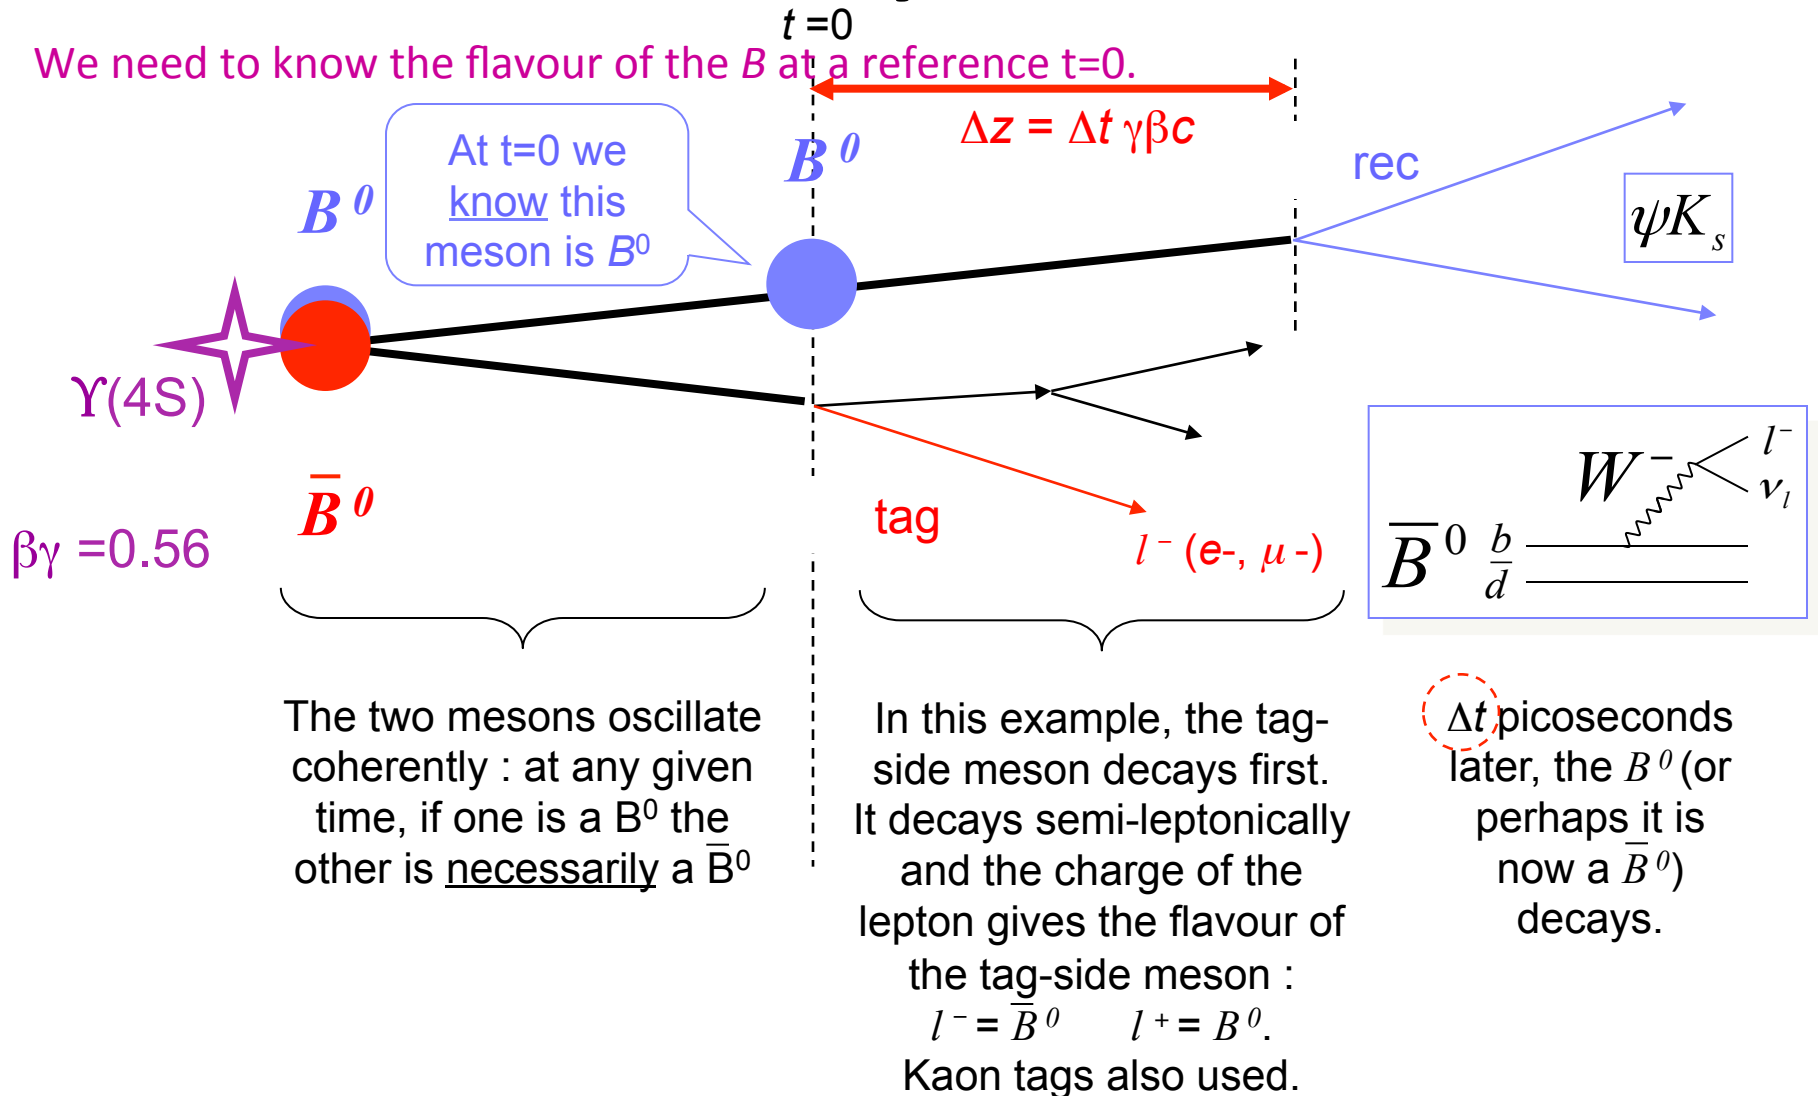 t =0
We need to know the flavour of the B at a reference t=0.
Δz = Δt γβc
At t=0 we
know this
meson is B⁰
B⁰
B⁰
rec
ψKₛ
ϒ(4S)
B̅⁰
βγ =0.56
tag
l⁻ (e-, μ -)
W⁻
l⁻
νₗ
B̅⁰
b
d̅
The two mesons oscillate
coherently : at any given
time, if one is a B⁰ the
other is necessarily a B̅⁰
In this example, the tag-
side meson decays first.
It decays semi-leptonically
and the charge of the
lepton gives the flavour of
the tag-side meson :
l⁻ = B̅⁰ l⁺ = B⁰.
Kaon tags also used.
Δt picoseconds
later, the B⁰ (or
perhaps it is
now a B̅⁰)
decays.